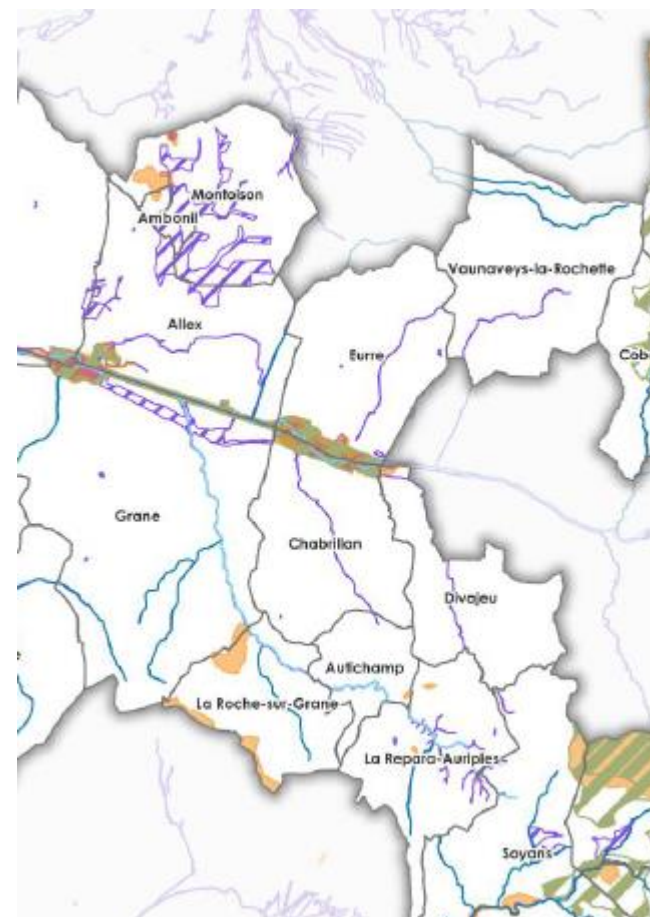 Montoison
Ambonil
Vaunaveys-la-Rochette
Allex
Eurre
Cob
Grane
Chabrillan
Divajeu
e
Autichamp
La Roche-sur-Grane
La Repara-Auriples
Soyans